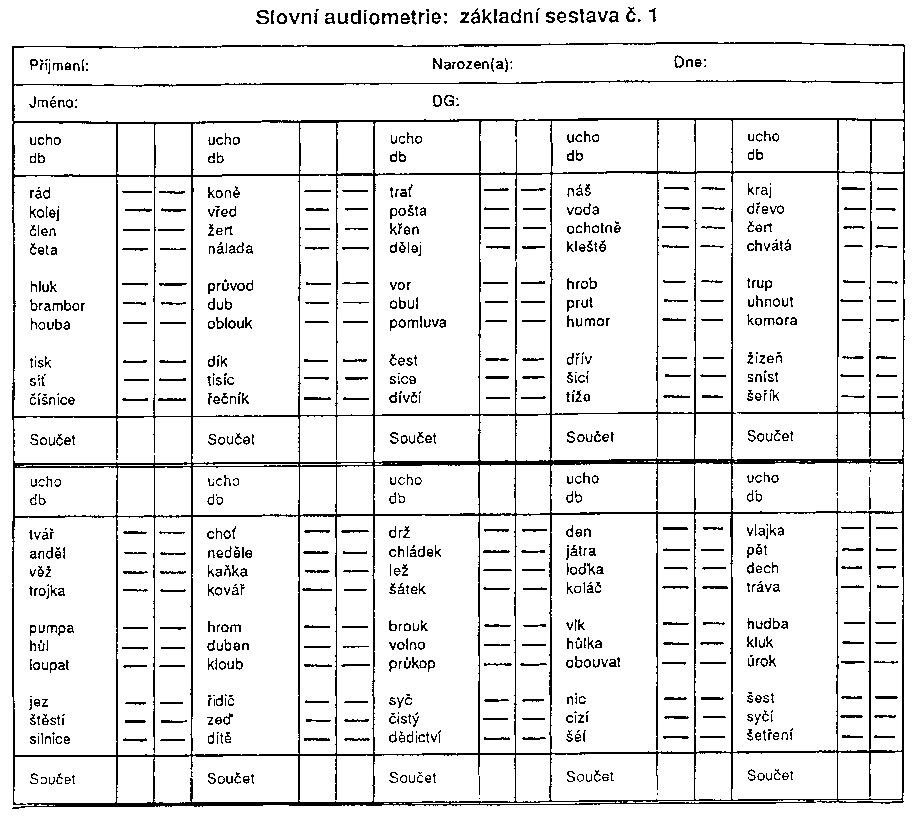 Slovní audiometrie: základní sestava č. 1
Příjmení: Narozen(a): Dne:
Jméno: DG:
ucho ucho ucho ucho ucho
db db db db db
rád koně trať náš kraj
kolej vřed pošta voda dřevo
člen žert křen ochotně čert
četa nálada dělej kleště chvátá
hluk průvod vor hrob trup
brambor dub obul prut uhnout
houba oblouk pomluva humor komora
tisk dík čest dřív žízeň
síť tisíc sice šicí sníst
číšnice řečník dívčí tíže šeřík
Součet Součet Součet Součet Součet
ucho ucho ucho ucho ucho
db db db db db
tvář choť drž den vlajka
anděl neděle chládek játra pět
věž kaňka lež loďka dech
trojka kovář šátek koláč tráva
pumpa hrom brouk vlk hudba
hůl duben volno hůlka kluk
loupat kloub průkop obouvat úrok
jez řidič syč nic šest
štěstí zeď čistý cizí syčí
silnice dítě dědictví šéf šetření
Součet Součet Součet Součet Součet